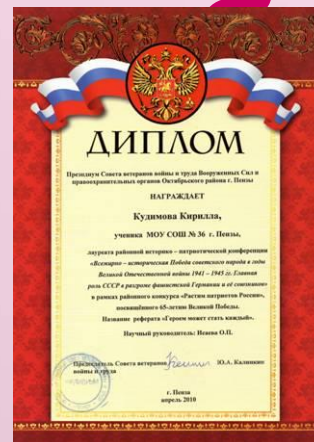 ДИПЛОМ
Президиум Совета ветеранов войны и труда Вооруженных Сил и
правоохранительных органов Октябрьского района г. Пензы
НАГРАЖДАЕТ
Кудимова Кирилла,
ученика МОУ СОШ № 36 г. Пензы,
лауреата районной историко – патриотической конференции
«Всемирно – историческая Победа советского народа в годы
Великой Отечественной войны 1941 – 1945 гг. Главная
роль СССР в разгроме фашистской Германии и её союзников»
в рамках районного конкурса «Растим патриотов России»,
посвящённого 65-летию Великой Победы.
Название реферата «Героем может стать каждый».
Научный руководитель: О.П.
Председатель Совета ветеранов Ю.А. Калинкин
войны и труда
г. Пенза
апрель 2010